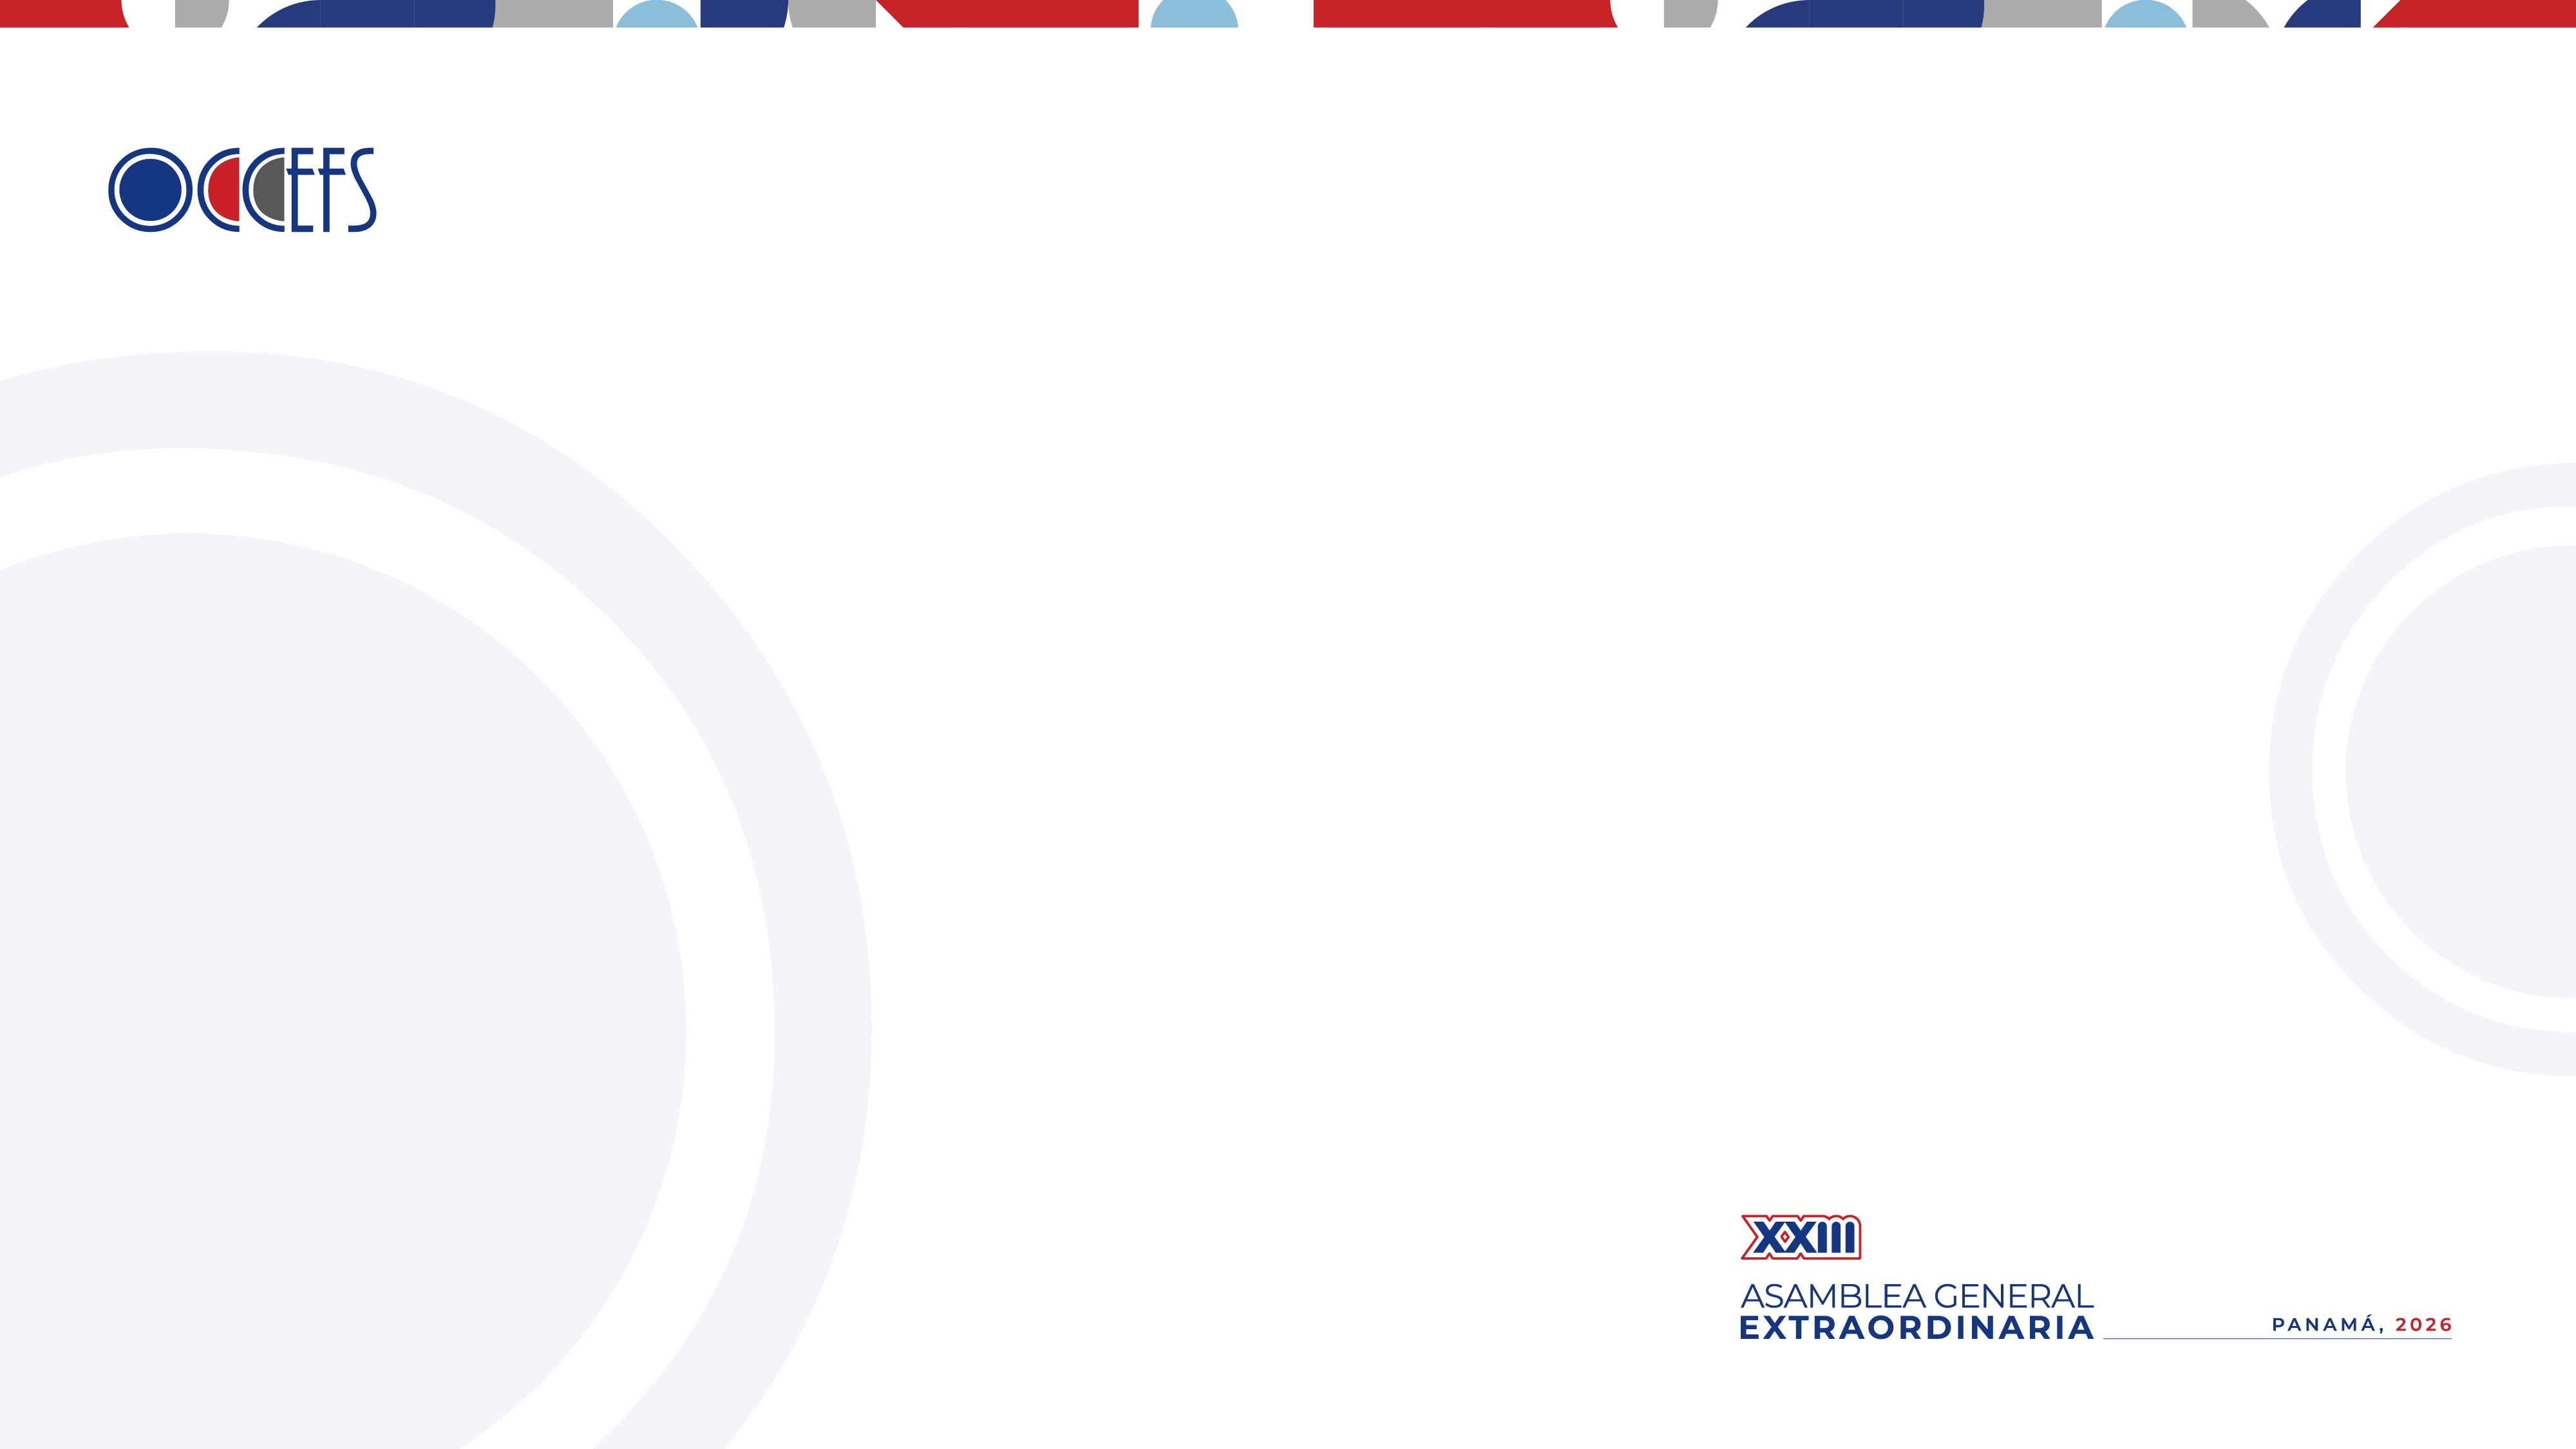 OCCEFS
XXIII
ASAMBLEA GENERAL
EXTRAORDINARIA
PANAMÁ, 2026